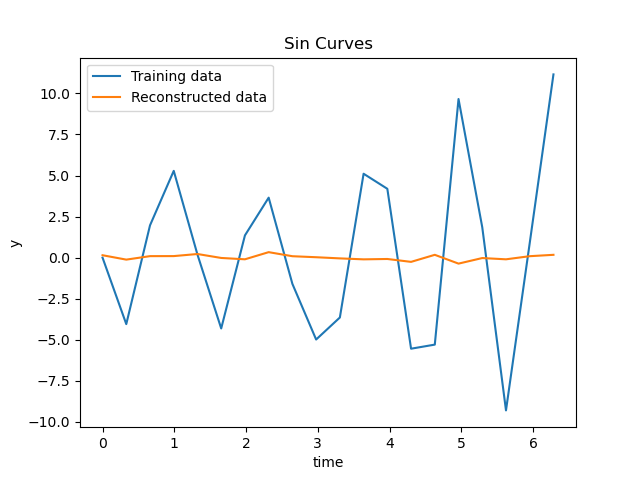 Sin Curves
Training data
Reconstructed data
10.0
7.5
5.0
2.5
0.0
−2.5
−5.0
−7.5
−10.0
y
0 1 2 3 4 5 6
time